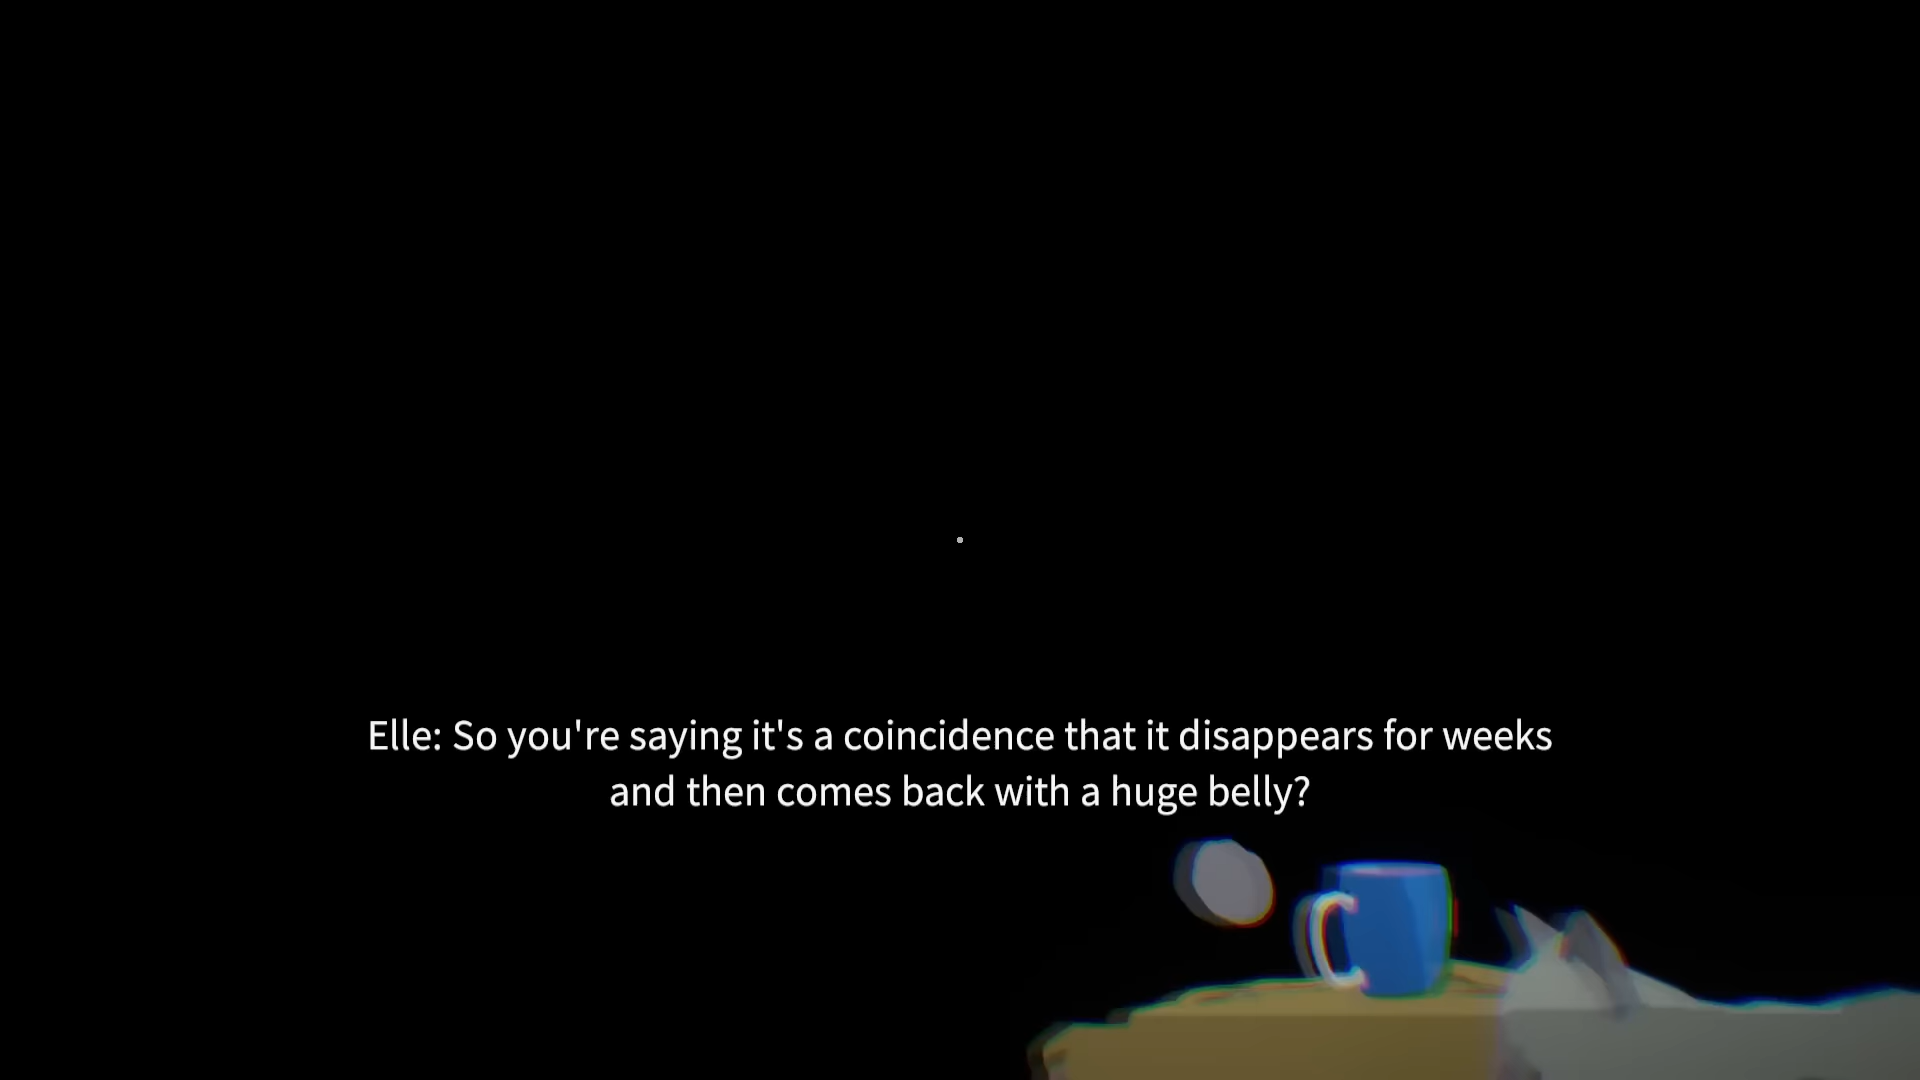 Elle: So you're saying it's a coincidence that it disappears for weeks
and then comes back with a huge belly?